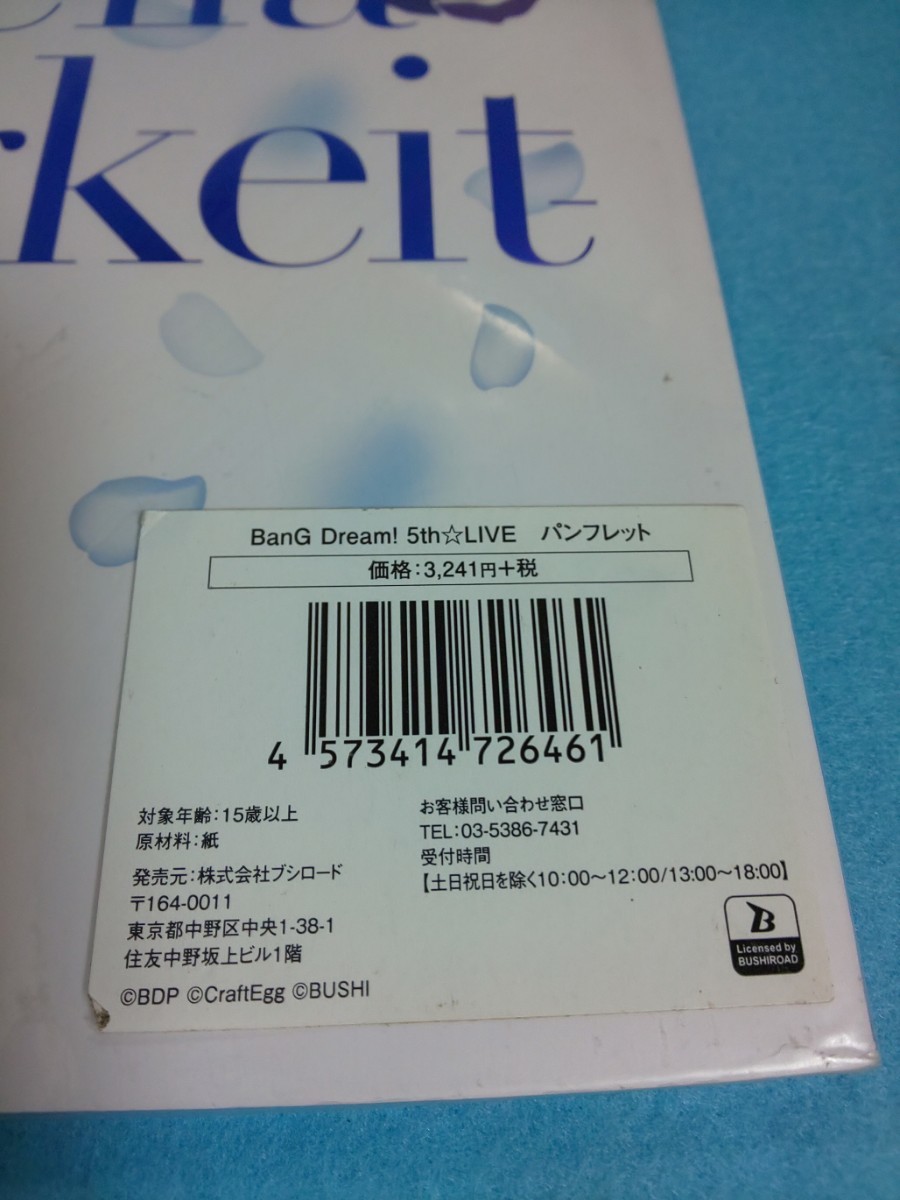 rkeit
BanG Dream! 5th☆LIVE パンフレット
価格:3,241円+税
4 573414 726461
対象年齢:15歳以上
原材料:紙
発売元:株式会社ブシロード
〒164-0011
東京都中野区中央1-38-1
住友中野坂上ビル1階
©BDP ©CraftEgg ©BUSHI
お客様問い合わせ窓口
TEL:03-5386-7431
受付時間
【土日祝日を除く10:00~12:00/13:00~18:00】
B
Licensed by
BUSHIROAD